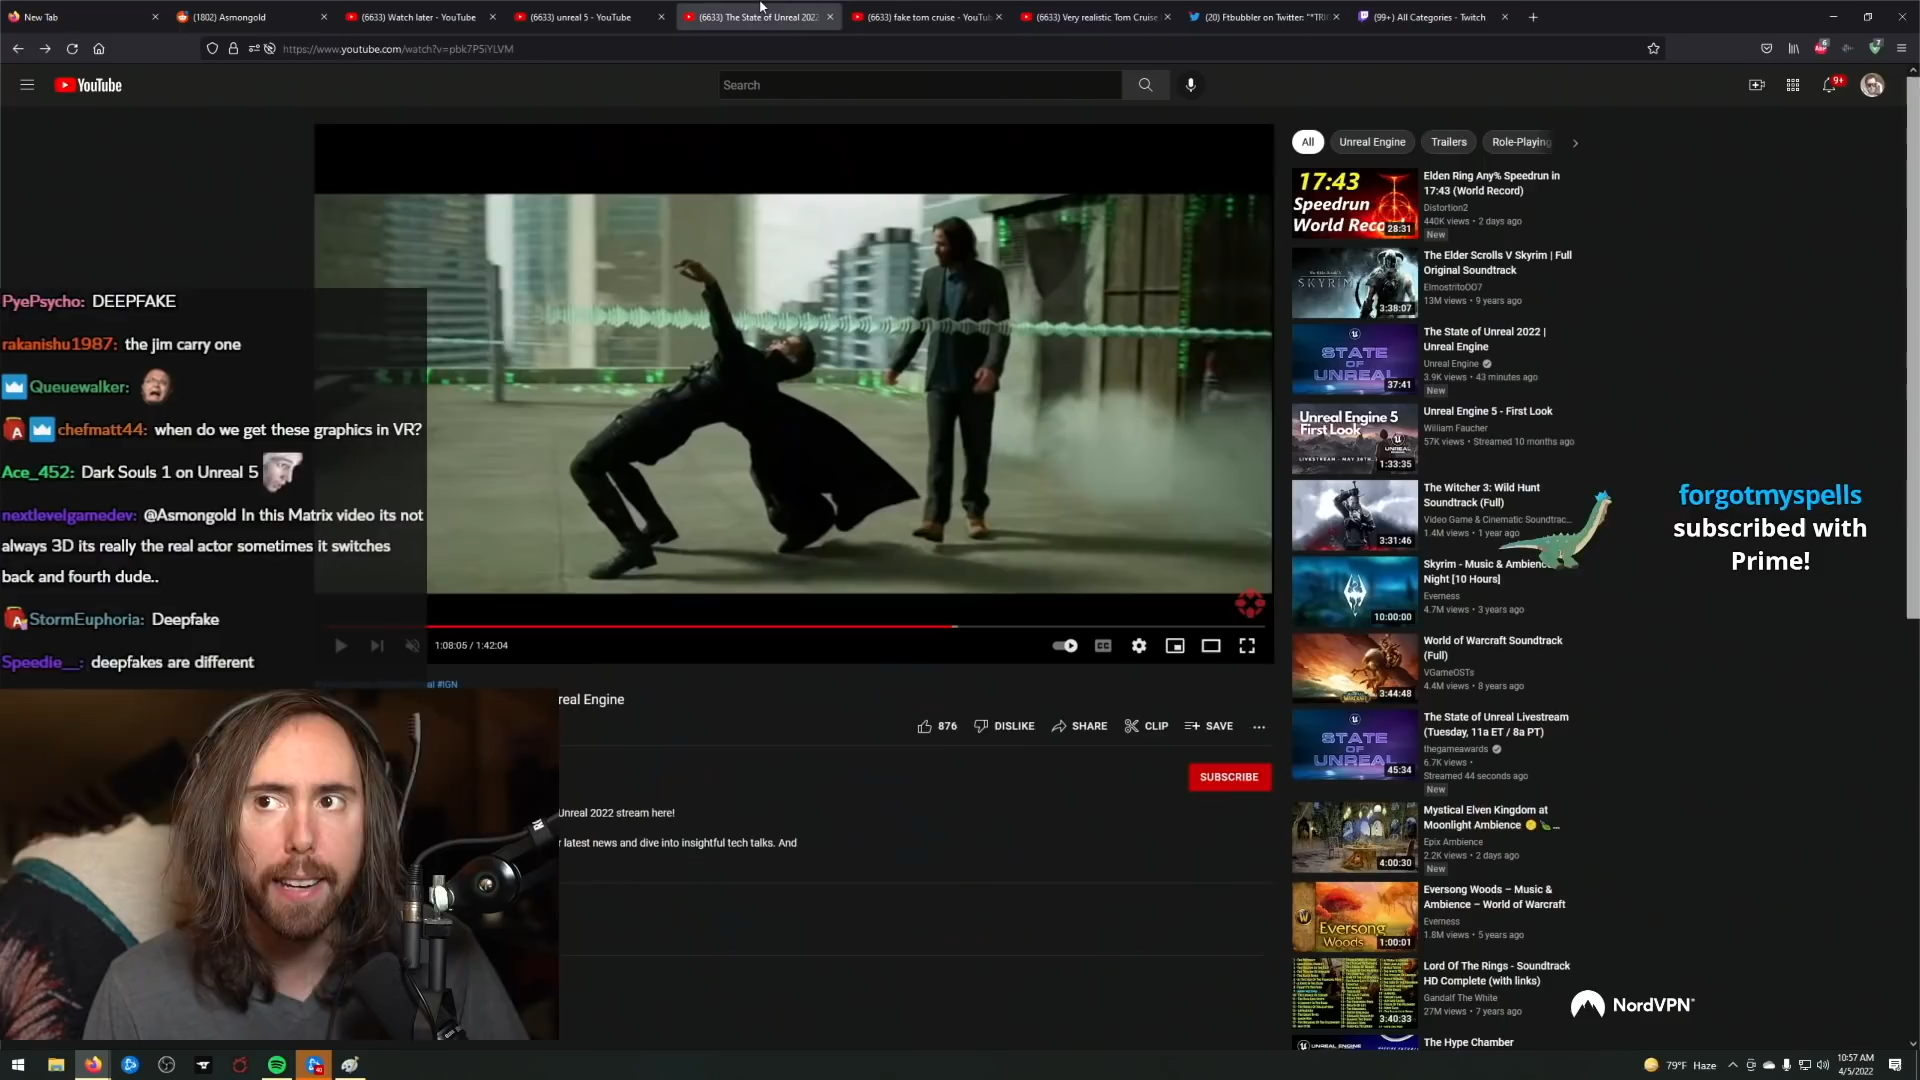 New Tab
(1802) Asmongold
(6633) Watch later - YouTube
(6633) unreal 5 - YouTube
(6633) The State of Unreal 2022
(6633) fake tom cruise - YouTub
(6633) Very realistic Tom Cruise
(20) Ftbubbler on Twitter:
(99+) All Categories - Twitch
https://www.youtube.com/watch?v=pbk7P5iYLVM
YouTube
Search
9+
All
Unreal Engine
Trailers
Role-Playing
PyePsycho: DEEPFAKE
rakanishu1987: the jim carry one
Queuewalker:
chefmatt44: when do we get these graphics in VR?
Ace_452: Dark Souls 1 on Unreal 5
nextlevelgamedev: @Asmongold In this Matrix video its not
always 3D its really the real actor sometimes it switches
back and fourth dude..
StormEuphoria: Deepfake
Speedie__: deepfakes are different
1:08:05 / 1:42:04
#IGN
real Engine
876
DISLIKE
SHARE
CLIP
SAVE
SUBSCRIBE
Unreal 2022 stream here!
r latest news and dive into insightful tech talks. And
17:43
Speedrun
World Reco
28:31
Elden Ring Any% Speedrun in
17:43 (World Record)
Distortion2
440K views • 2 days ago
New
SKYRIM
3:38:07
The Elder Scrolls V Skyrim | Full
Original Soundtrack
ElmostritoOO7
13M views • 9 years ago
STATE
OF
UNREAL
37:41
The State of Unreal 2022 |
Unreal Engine
Unreal Engine
3.9K views • 43 minutes ago
New
Unreal Engine 5
First Look
1:33:35
Unreal Engine 5 - First Look
William Faucher
57K views • Streamed 10 months ago
3:31:46
The Witcher 3: Wild Hunt
Soundtrack (Full)
Video Game & Cinematic Soundtrac...
1.4M views • 1 year ago
10:00:00
Skyrim - Music & Ambience
Night [10 Hours]
Everness
4.7M views • 3 years ago
3:44:48
World of Warcraft Soundtrack
(Full)
VGameOSTs
4.4M views • 8 years ago
STATE
OF
UNREAL
45:34
The State of Unreal Livestream
(Tuesday, 11a ET / 8a PT)
thegameawards
6.7K views •
Streamed 44 seconds ago
New
4:00:30
Mystical Elven Kingdom at
Moonlight Ambience
...
Epix Ambience
2.2K views • 2 days ago
New
Eversong
Woods
1:00:01
Eversong Woods – Music &
Ambience – World of Warcraft
Everness
1.8M views • 5 years ago
3:40:33
Lord Of The Rings - Soundtrack
HD Complete (with links)
Gandalf The White
27M views • 7 years ago
UNREAL ENGINE
The Hype Chamber
forgotmyspells
subscribed with
Prime!
NordVPN
79°F Haze
10:57 AM
4/5/2022